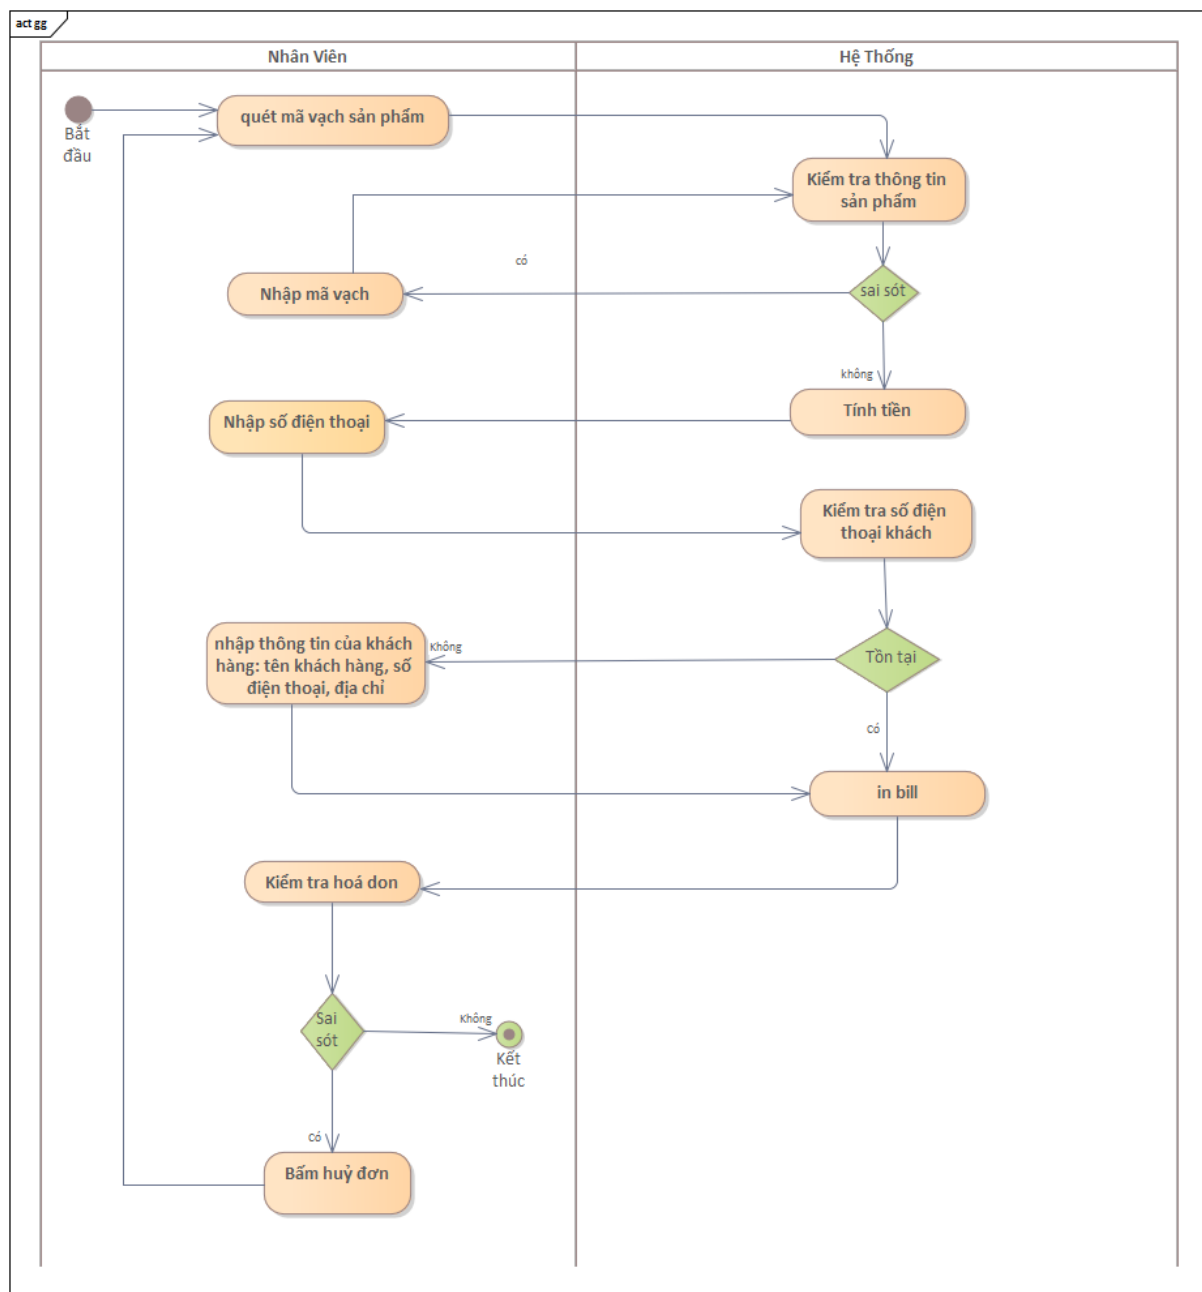 act gg
Nhân Viên
Hệ Thống
Bắt
đầu
quét mã vạch sản phẩm
Kiểm tra thông tin
sản phẩm
có
Nhập mã vạch
sai sót
không
Tính tiền
Nhập số điện thoại
Kiểm tra số điện
thoại khách
nhập thông tin của khách
hàng: tên khách hàng, số
điện thoại, địa chỉ
Không
Tồn tại
Có
in bill
Kiểm tra hoá don
Sai
sót
Không
Kết
thúc
Có
Bấm huỷ đơn